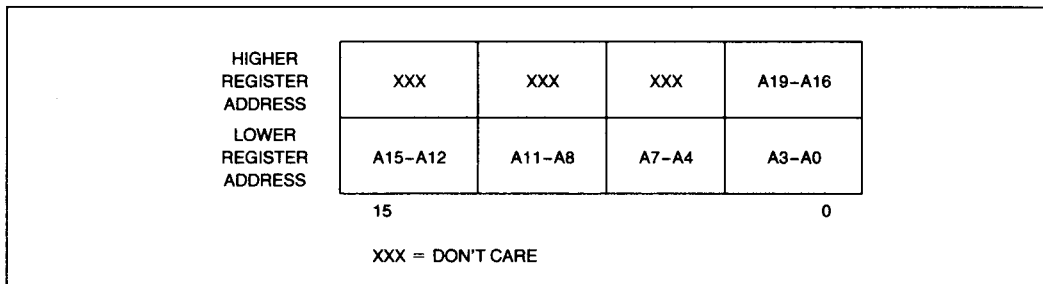 HIGHER
REGISTER
ADDRESS
XXX XXX XXX A19–A16
LOWER
REGISTER
ADDRESS
A15–A12 A11–A8 A7–A4 A3–A0
15 0
XXX = DON'T CARE